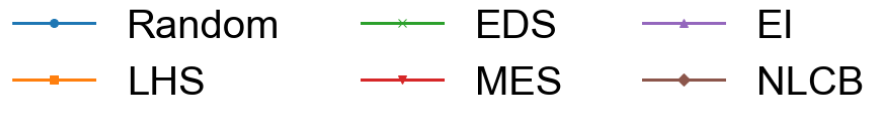 Random EDS EI
LHS MES NLCB